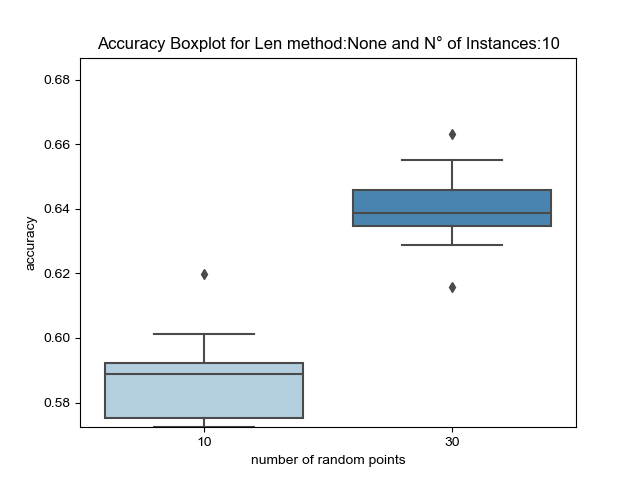 Accuracy Boxplot for Len method:None and N° of Instances:10
0.68
0.66
0.64
0.62
0.60
0.58
accuracy
10
30
number of random points